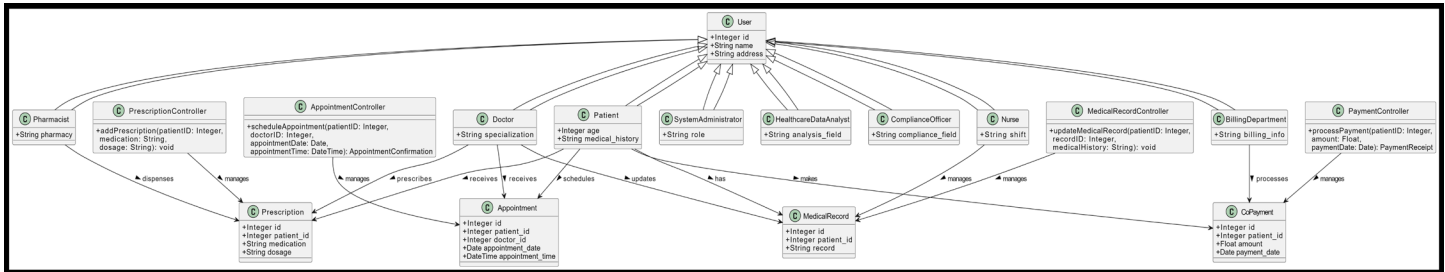 C User
+Integer id
+String name
+String address
C Pharmacist
+String pharmacy
C PrescriptionController
+addPrescription(patientID: Integer,
medication: String,
dosage: String): void
C AppointmentController
+scheduleAppointment(patientID: Integer,
doctorID: Integer,
appointmentDate: Date,
appointmentTime: DateTime): AppointmentConfirmation
C Doctor
+String specialization
C Patient
+Integer age
+String medical_history
C SystemAdministrator
+String role
C HealthcareDataAnalyst
+String analysis_field
C ComplianceOfficer
+String compliance_field
C Nurse
+String shift
C MedicalRecordController
+updateMedicalRecord(patientID: Integer,
recordID: Integer,
medicalHistory: String): void
C BillingDepartment
+String billing_info
C PaymentController
+processPayment(patientID: Integer,
amount: Float,
paymentDate: Date): PaymentReceipt
dispenses
manages
manages
prescribes
receives
receives
schedules
updates
has
makes
manages
manages
processes
manages
C Prescription
+Integer id
+Integer patient_id
+String medication
+String dosage
C Appointment
+Integer id
+Integer patient_id
+Integer doctor_id
+Date appointment_date
+DateTime appointment_time
C MedicalRecord
+Integer id
+Integer patient_id
+String record
C CoPayment
+Integer id
+Integer patient_id
+Float amount
+Date payment_date